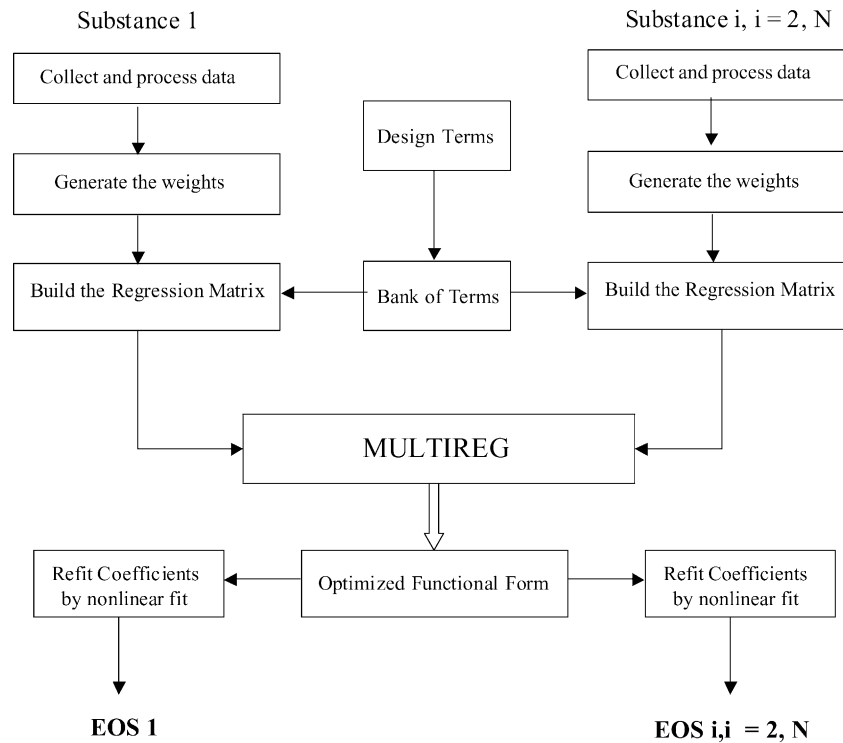 Substance 1
Substance i, i = 2, N
Collect and process data
Collect and process data
Design Terms
Generate the weights
Generate the weights
Build the Regression Matrix
Bank of Terms
Build the Regression Matrix
MULTIREG
Refit Coefficients
by nonlinear fit
Optimized Functional Form
Refit Coefficients
by nonlinear fit
EOS 1
EOS i,i = 2, N